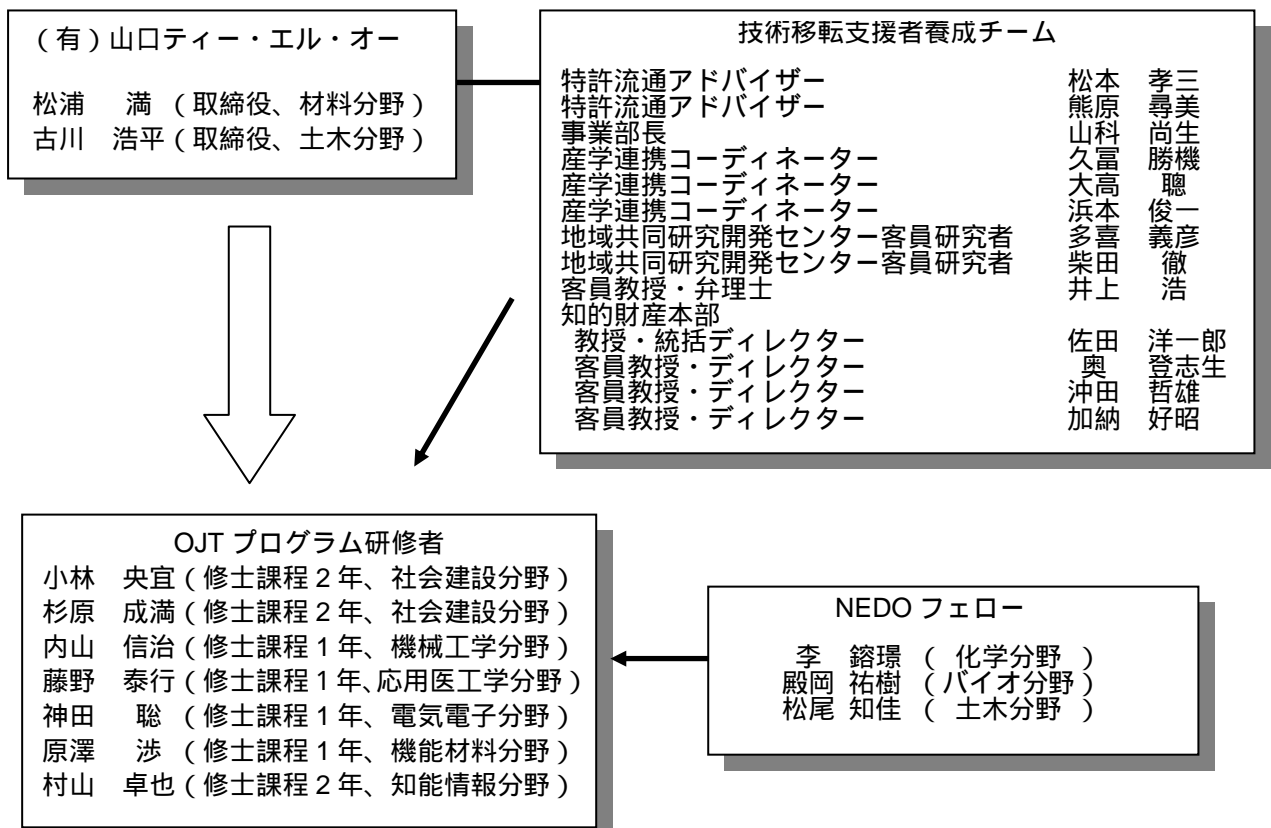 (有)山口ティー・エル・オー
松浦 満 (取締役、材料分野)
古川 浩平(取締役、土木分野)
技術移転支援者養成チーム
特許流通アドバイザー 松本 孝三
特許流通アドバイザー 熊原 尋美
事業部長 山科 尚生
産学連携コーディネーター 久冨 勝機
産学連携コーディネーター 大高 聰
産学連携コーディネーター 浜本 俊一
地域共同研究開発センター客員研究者 多喜 義彦
地域共同研究開発センター客員研究者 柴田 徹
客員教授・弁理士 井上 浩
知的財産本部
教授・統括ディレクター 佐田 洋一郎
客員教授・ディレクター 奥 登志生
客員教授・ディレクター 沖田 哲雄
客員教授・ディレクター 加納 好昭
OJT プログラム研修者
小林 央宜(修士課程2年、社会建設分野)
杉原 成満(修士課程2年、社会建設分野)
内山 信治(修士課程1年、機械工学分野)
藤野 泰行(修士課程1年、応用医工学分野)
神田 聡 (修士課程1年、電気電子分野)
原澤 渉 (修士課程1年、機能材料分野)
村山 卓也(修士課程2年、知能情報分野)
NEDO フェロー
李 鎔璟 ( 化学分野 )
殿岡 祐樹 (バイオ分野)
松尾 知佳 ( 土木分野 )